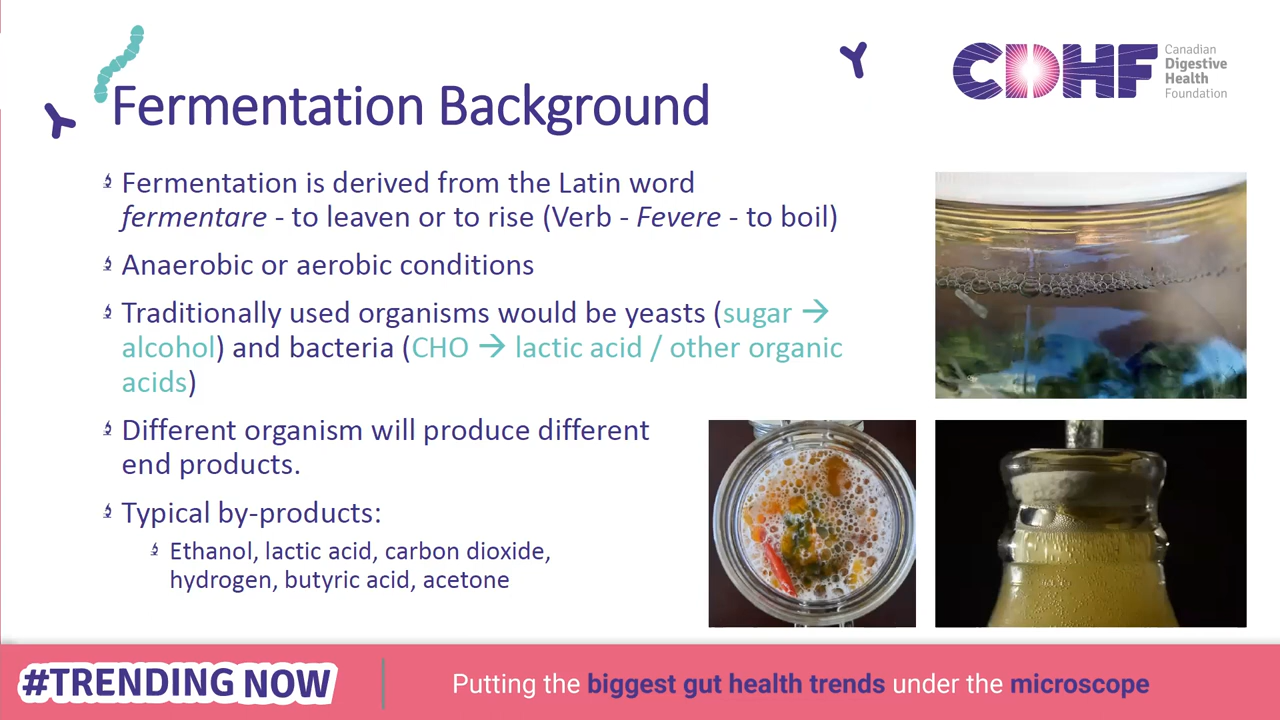 CDHF
Canadian
Digestive
Health
Foundation
Fermentation Background
Fermentation is derived from the Latin word
fermentare - to leaven or to rise (Verb - Fevere - to boil)
Anaerobic or aerobic conditions
Traditionally used organisms would be yeasts (sugar →
alcohol) and bacteria (CHO → lactic acid / other organic
acids)
Different organism will produce different
end products.
Typical by-products:
Ethanol, lactic acid, carbon dioxide,
hydrogen, butyric acid, acetone
#TRENDING NOW
Putting the biggest gut health trends under the microscope